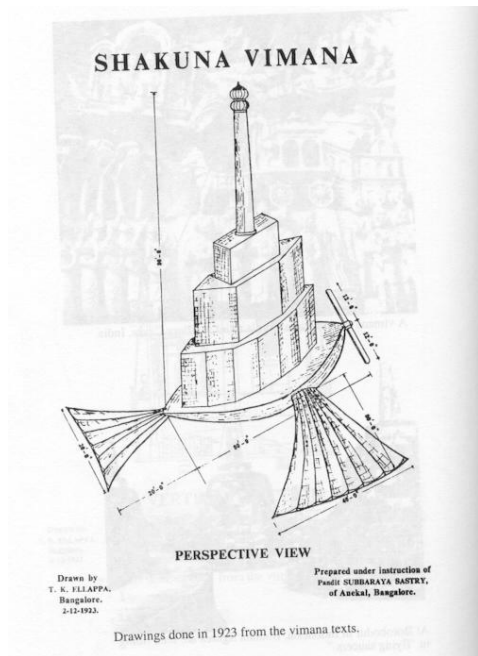 SHAKUNA VIMANA
PERSPECTIVE VIEW
Drawn by
T. K. ELLAPPA,
Bangalore.
2-12-1923.
Prepared under instruction of
Pandit SUBBARAYA SASTRY,
of Anekal, Bangalore.
Drawings done in 1923 from the vimana texts.